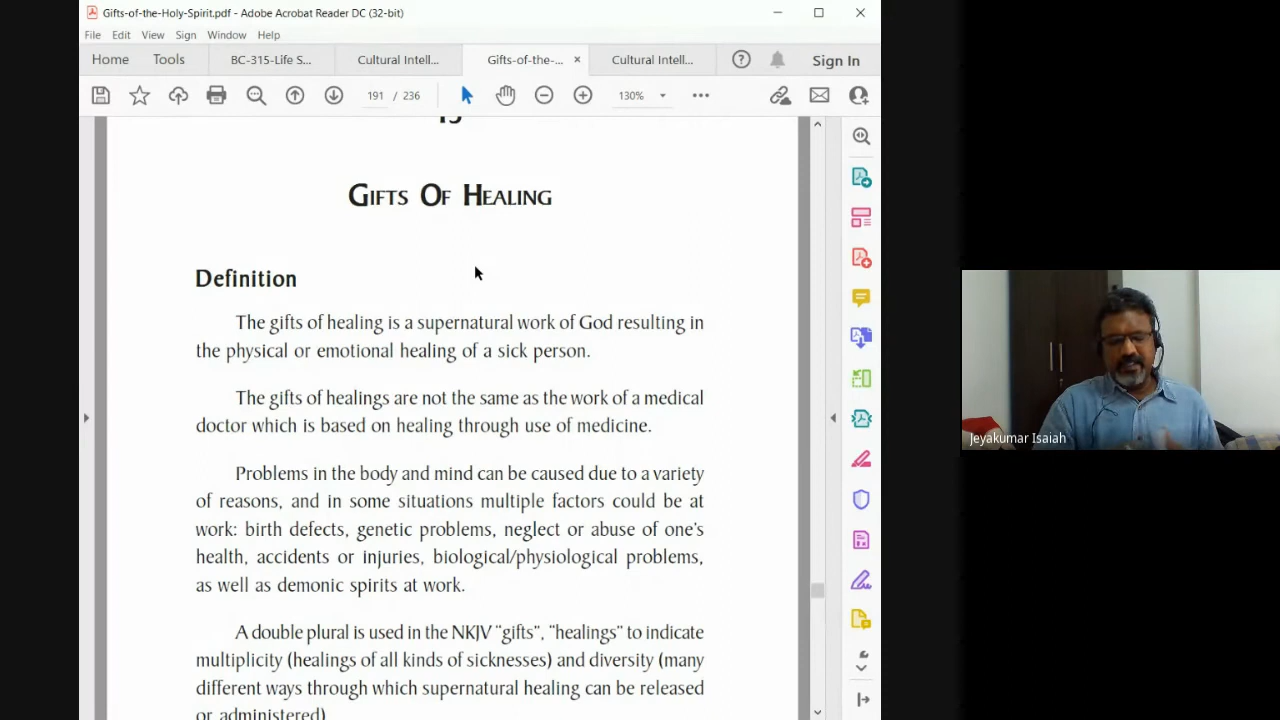 Gifts-of-the-Holy-Spirit.pdf - Adobe Acrobat Reader DC (32-bit)
File Edit View Sign Window Help
Home Tools BC-315-Life S... Cultural Intell... Gifts-of-the-... × Cultural Intell... Sign In
191 / 236 130%
GIFTS OF HEALING
Definition
The gifts of healing is a supernatural work of God resulting in
the physical or emotional healing of a sick person.
The gifts of healings are not the same as the work of a medical
doctor which is based on healing through use of medicine.
Problems in the body and mind can be caused due to a variety
of reasons, and in some situations multiple factors could be at
work: birth defects, genetic problems, neglect or abuse of one's
health, accidents or injuries, biological/physiological problems,
as well as demonic spirits at work.
A double plural is used in the NKJV "gifts", "healings" to indicate
multiplicity (healings of all kinds of sicknesses) and diversity (many
different ways through which supernatural healing can be released
or administered)
Jeyakumar Isaiah